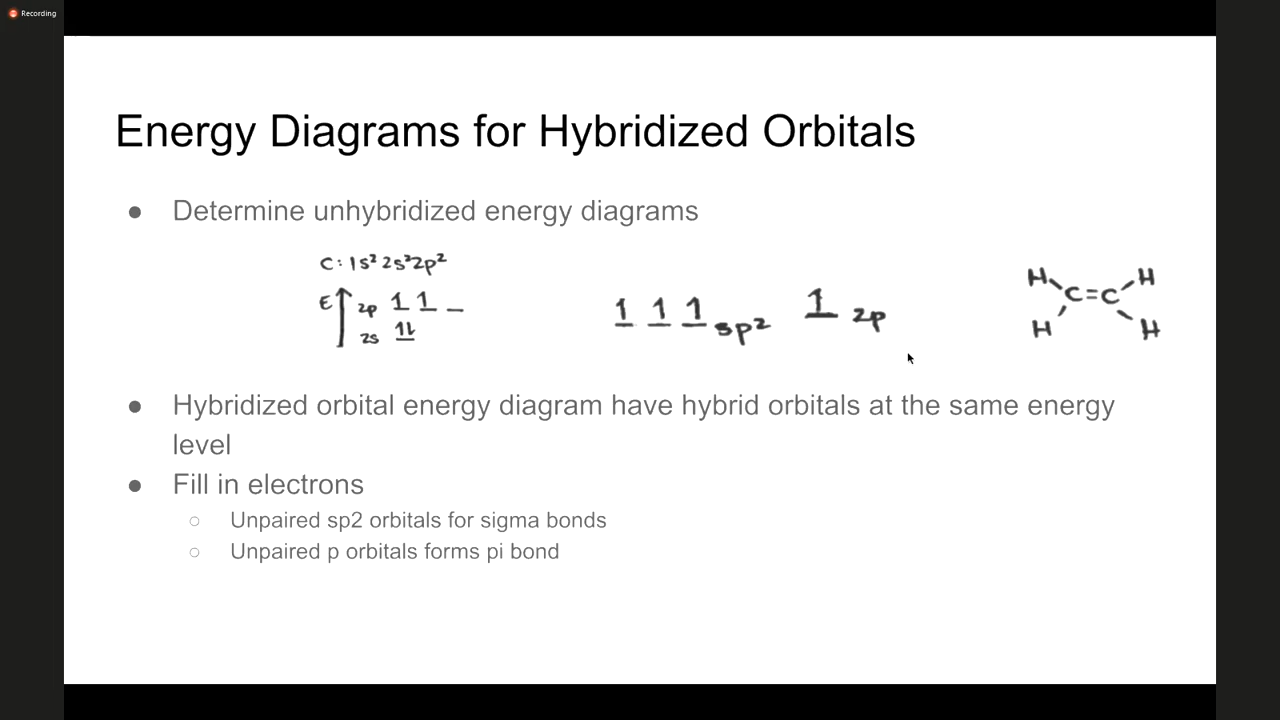 Recording
Energy Diagrams for Hybridized Orbitals
● Determine unhybridized energy diagrams
C: 1s² 2s² 2p²
E 2p 1 1 _
2s 1l
1 1 1 sp2 1 2p
H H
C=C
H H
● Hybridized orbital energy diagram have hybrid orbitals at the same energy
level
● Fill in electrons
○ Unpaired sp2 orbitals for sigma bonds
○ Unpaired p orbitals forms pi bond